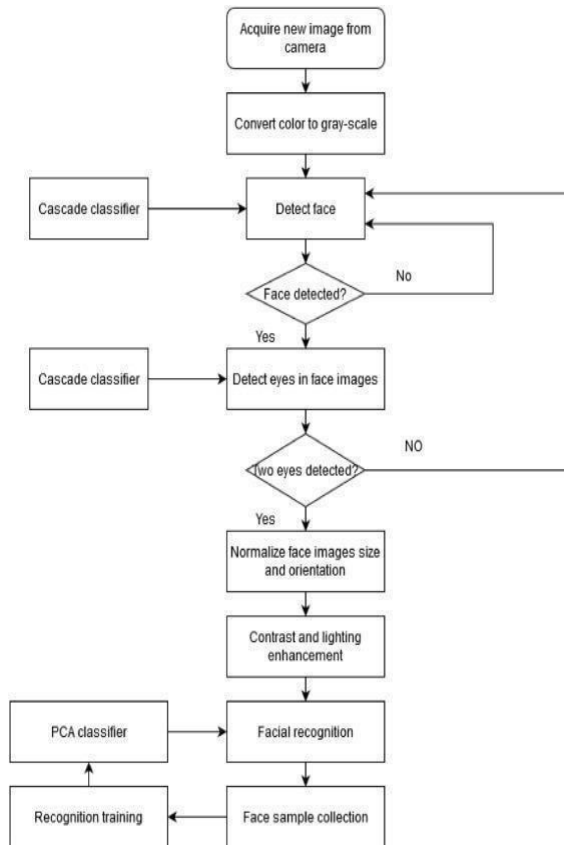 Acquire new image from
camera
Convert color to gray-scale
Cascade classifier
Detect face
Face detected?
No
Yes
Cascade classifier
Detect eyes in face images
Two eyes detected?
NO
Yes
Normalize face images size
and orientation
Contrast and lighting
enhancement
PCA classifier
Facial recognition
Recognition training
Face sample collection